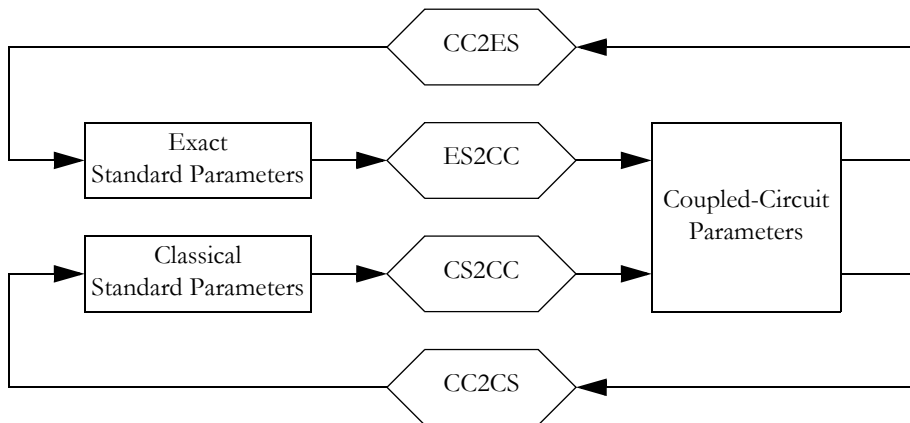 CC2ES
Exact
Standard Parameters
ES2CC
Coupled-Circuit
Parameters
Classical
Standard Parameters
CS2CC
CC2CS